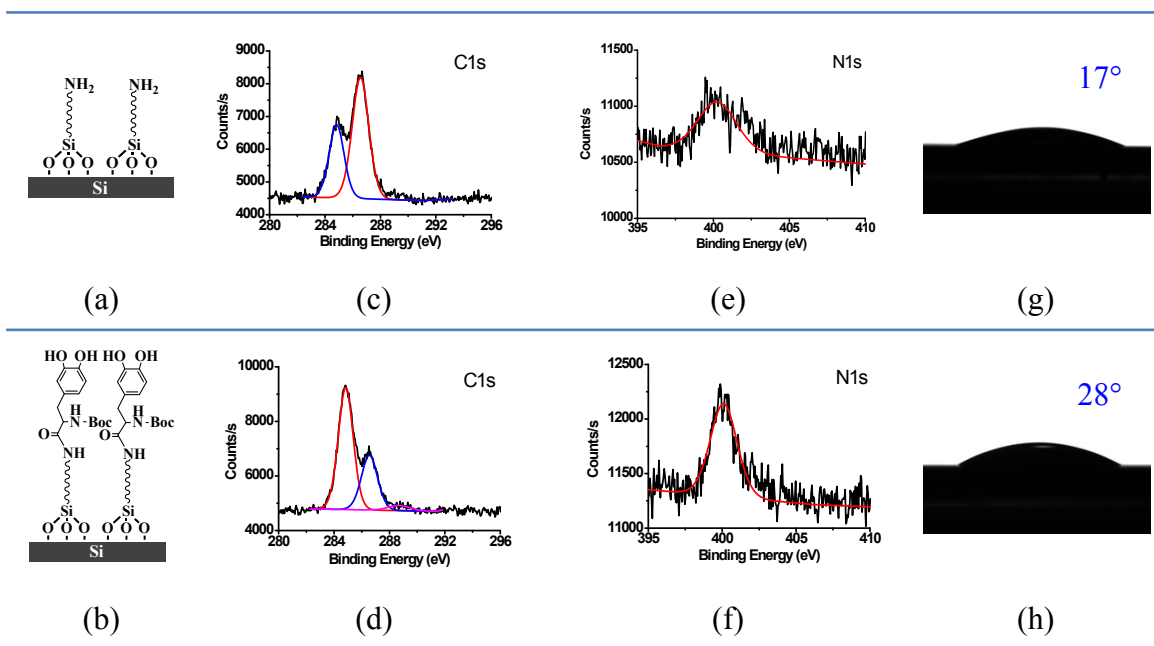 NH2 NH2
Si Si
O O O O O O
Si
(a)
C1s
9000
8000
7000
6000
5000
4000
Counts/s
280 284 288 292 296
Binding Energy (eV)
(c)
N1s
11500
11000
10500
10000
Counts/s
395 400 405 410
Binding Energy (eV)
(e)
17°
(g)
HO OH HO OH
H H
N-Boc N-Boc
O O
NH NH
Si Si
O O O O O O
Si
(b)
C1s
10000
8000
6000
4000
Counts/s
280 284 288 292 296
Binding Energy (eV)
(d)
N1s
12500
12000
11500
11000
Counts/s
395 400 405 410
Binding Energy (eV)
(f)
28°
(h)